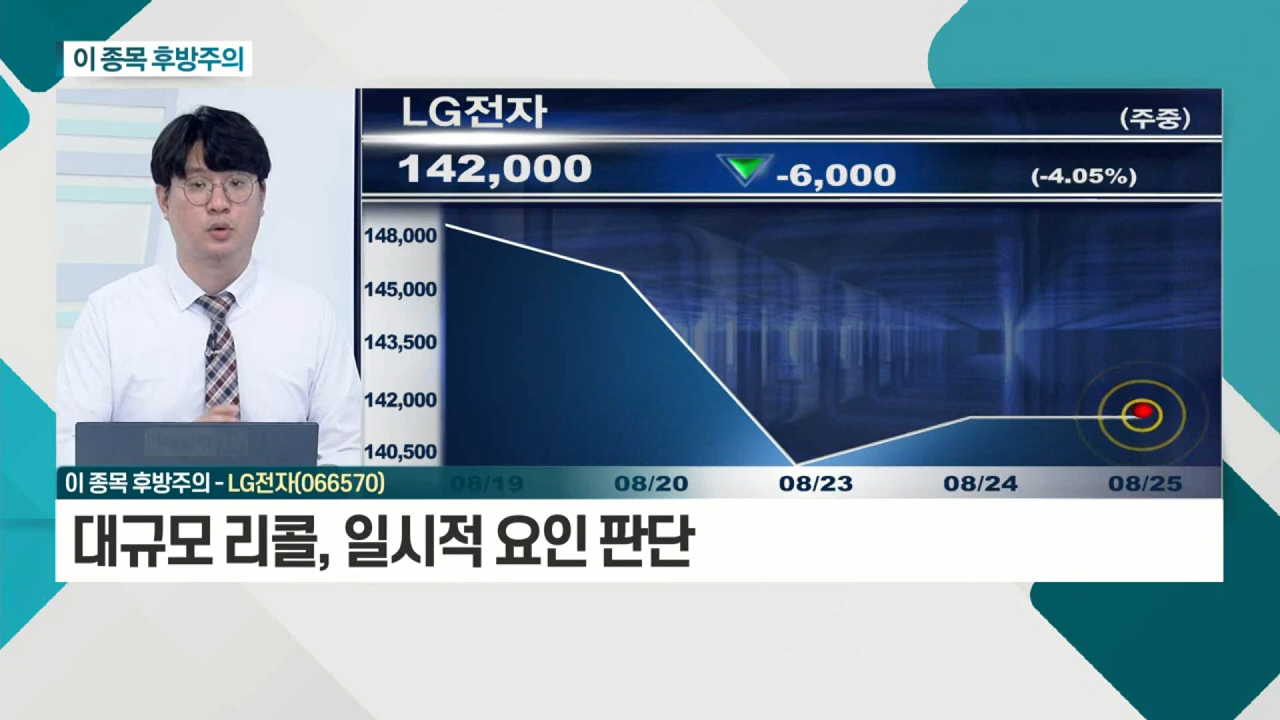 이 종목 후방주의
LG전자
(주중)
142,000
-6,000
(-4.05%)
148,000
145,000
143,500
142,000
140,500
08/19
08/20
08/23
08/24
08/25
이 종목 후방주의 - LG전자(066570)
대규모 리콜, 일시적 요인 판단